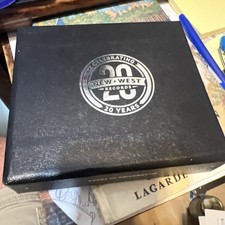 CELEBRATING
20
NEW WEST
RECORDS
20 YEARS
LAGARDE